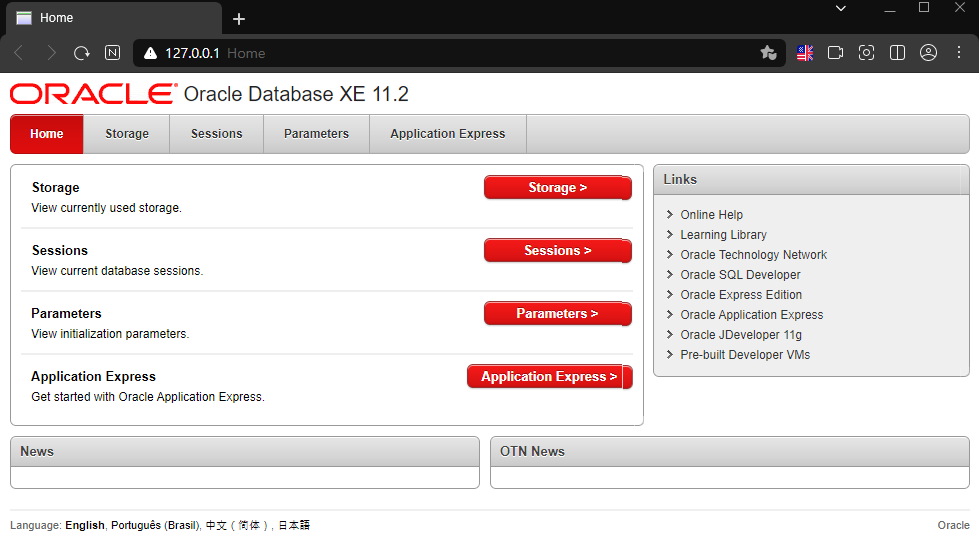 Home
127.0.0.1 Home
ORACLE® Oracle Database XE 11.2
Home Storage Sessions Parameters Application Express
Storage
View currently used storage.
Storage >
Sessions
View current database sessions.
Sessions >
Parameters
View initialization parameters.
Parameters >
Application Express
Get started with Oracle Application Express.
Application Express >
Links
Online Help
Learning Library
Oracle Technology Network
Oracle SQL Developer
Oracle Express Edition
Oracle Application Express
Oracle JDeveloper 11g
Pre-built Developer VMs
News
OTN News
Language: English, Português (Brasil), 中文 (简体), 日本語
Oracle